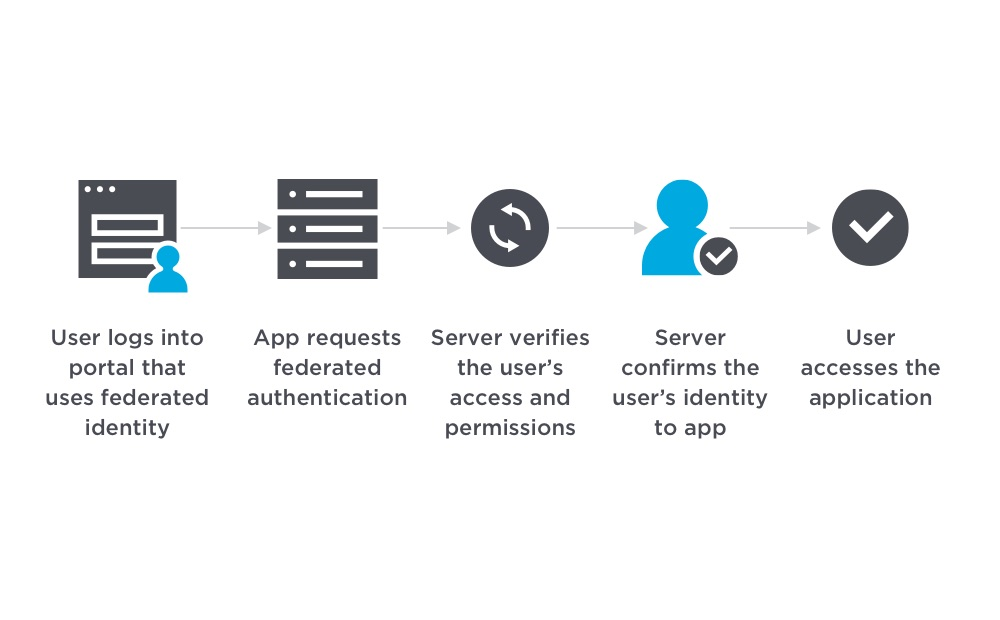 User logs into
portal that
uses federated
identity
App requests
federated
authentication
Server verifies
the user’s
access and
permissions
Server
confirms the
user’s identity
to app
User
accesses the
application